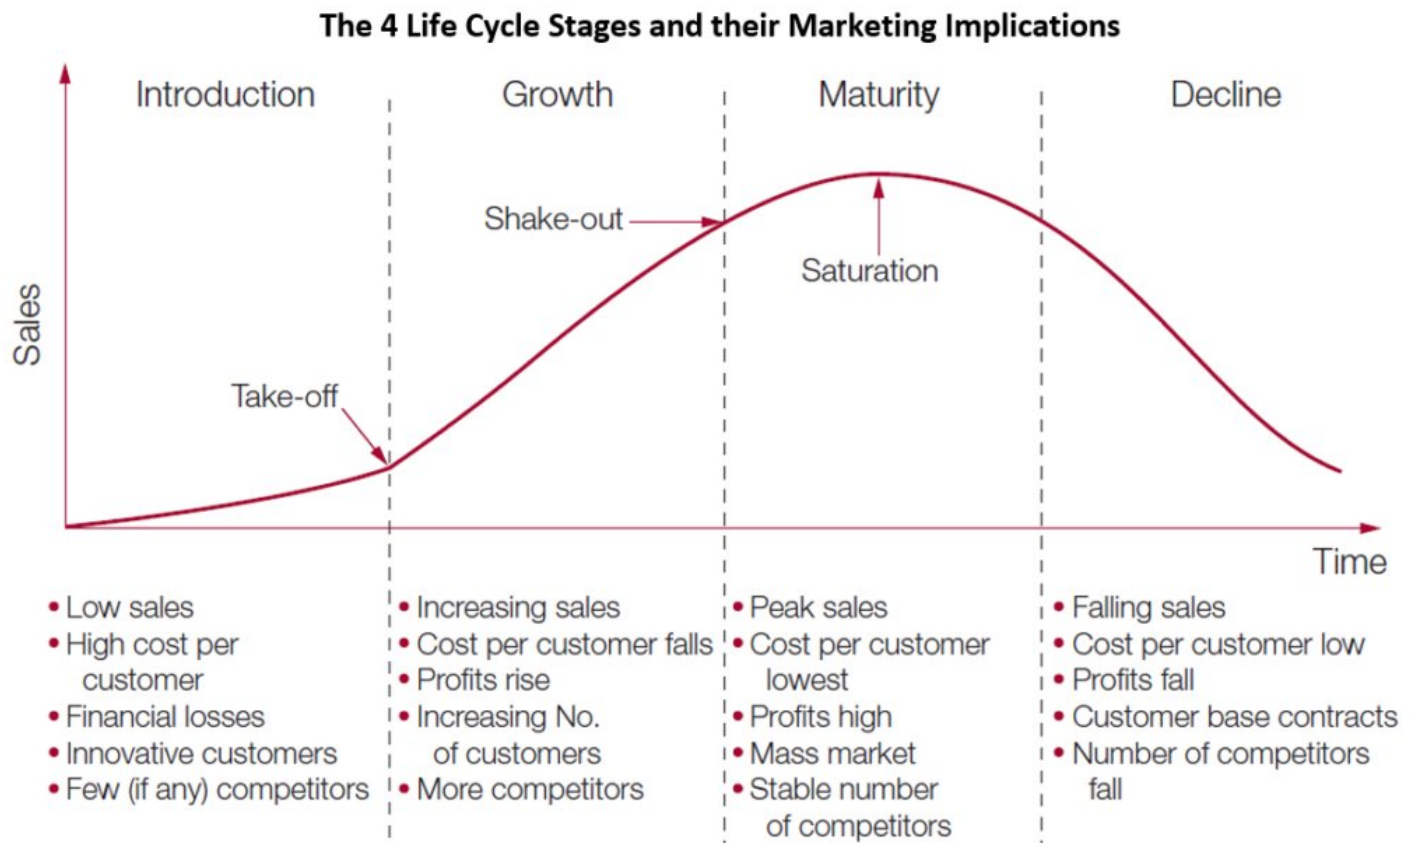 The 4 Life Cycle Stages and their Marketing Implications
Introduction
Growth
Maturity
Decline
Shake-out
Saturation
Take-off
Sales
Time
• Low sales
• High cost per
customer
• Financial losses
• Innovative customers
• Few (if any) competitors
• Increasing sales
• Cost per customer falls
• Profits rise
• Increasing No.
of customers
• More competitors
• Peak sales
• Cost per customer
lowest
• Profits high
• Mass market
• Stable number
of competitors
• Falling sales
• Cost per customer low
• Profits fall
• Customer base contracts
• Number of competitors
fall